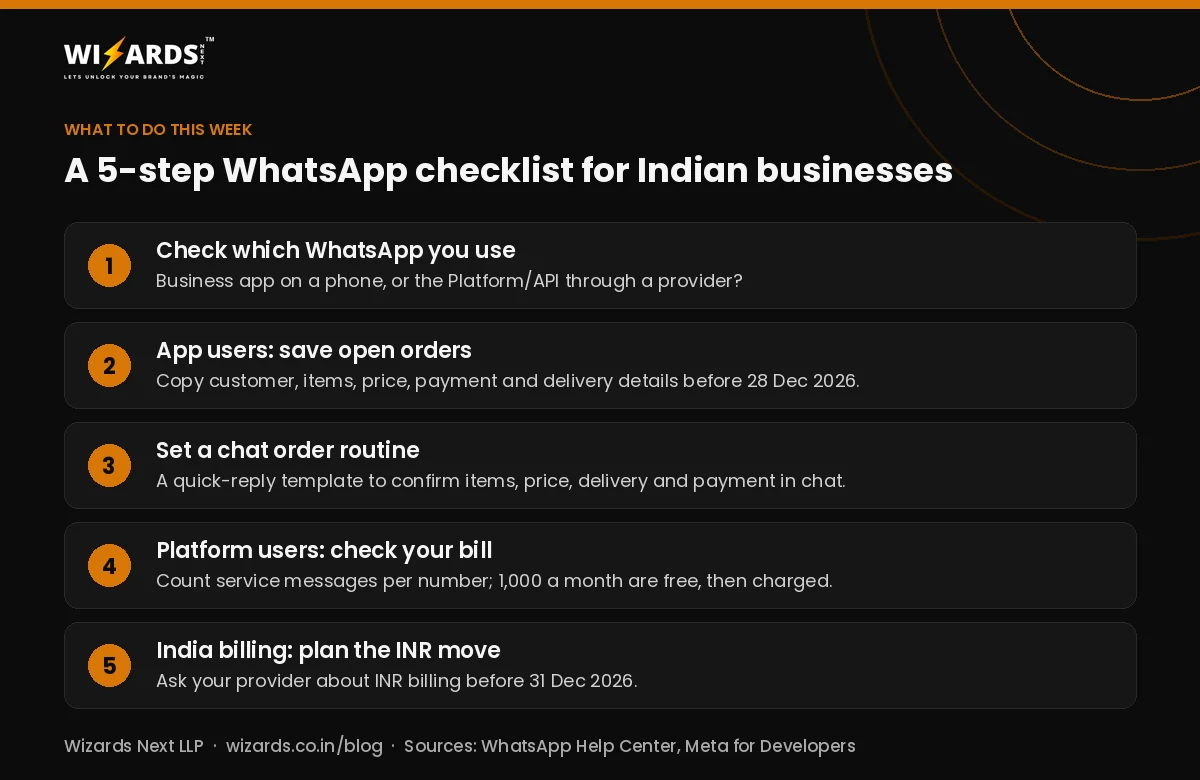 WIZARDS NEXT™
LETS UNLOCK YOUR BRAND'S MAGIC
WHAT TO DO THIS WEEK
A 5-step WhatsApp checklist for Indian businesses
1
Check which WhatsApp you use
Business app on a phone, or the Platform/API through a provider?
2
App users: save open orders
Copy customer, items, price, payment and delivery details before 28 Dec 2026.
3
Set a chat order routine
A quick-reply template to confirm items, price, delivery and payment in chat.
4
Platform users: check your bill
Count service messages per number; 1,000 a month are free, then charged.
5
India billing: plan the INR move
Ask your provider about INR billing before 31 Dec 2026.
Wizards Next LLP · wizards.co.in/blog · Sources: WhatsApp Help Center, Meta for Developers